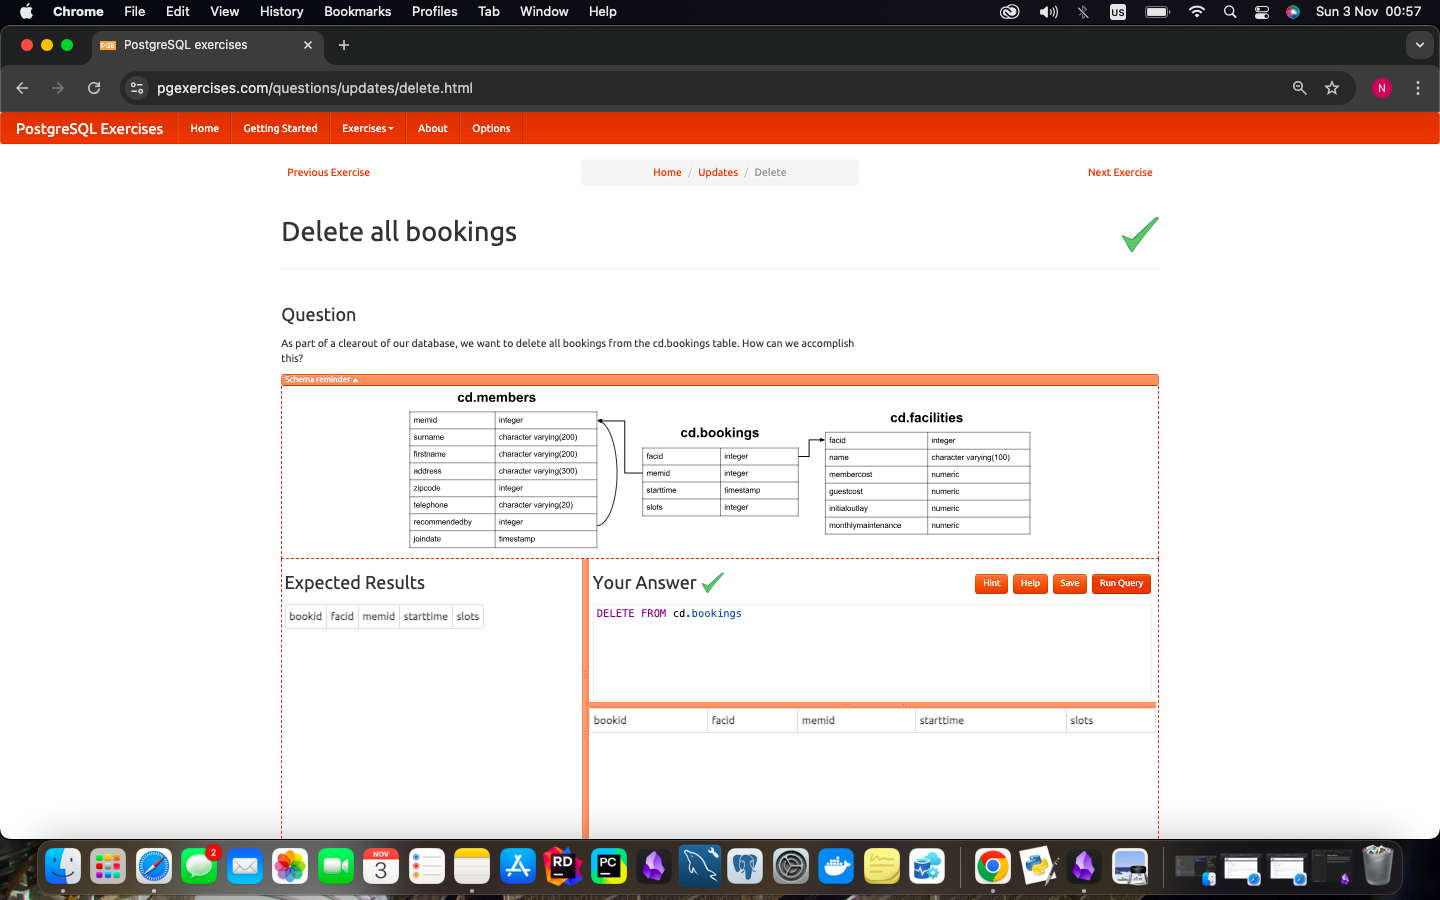 Chrome File Edit View History Bookmarks Profiles Tab Window Help US Sun 3 Nov 00:57
PGE PostgreSQL exercises
pgexercises.com/questions/updates/delete.html N
PostgreSQL Exercises Home Getting Started Exercises About Options
Previous Exercise Home / Updates / Delete Next Exercise
Delete all bookings
Question
As part of a clearout of our database, we want to delete all bookings from the cd.bookings table. How can we accomplish
this?
Schema reminder
cd.members
memid integer
surname character varying(200)
firstname character varying(200)
address character varying(300)
zipcode integer
telephone character varying(20)
recommendedby integer
joindate timestamp
cd.bookings
facid integer
memid integer
starttime timestamp
slots integer
cd.facilities
facid integer
name character varying(100)
membercost numeric
guestcost numeric
initialoutlay numeric
monthlymaintenance numeric
Expected Results
bookid facid memid starttime slots
Your Answer
Hint Help Save Run Query
DELETE FROM cd.bookings
bookid facid memid starttime slots
2
NOV
3
RD
PC